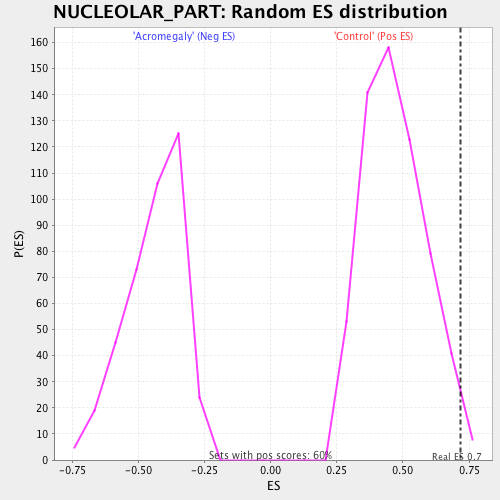 NUCLEOLAR_PART: Random ES distribution
'Acromegaly' (Neg ES) 'Control' (Pos ES)
160
150
140
130
120
110
100
90
80
70
60
50
40
30
20
10
0
P(ES)
Sets with pos scores: 60%
Real ES 0.7
-0.75 -0.50 -0.25 0.00 0.25 0.50 0.75
ES